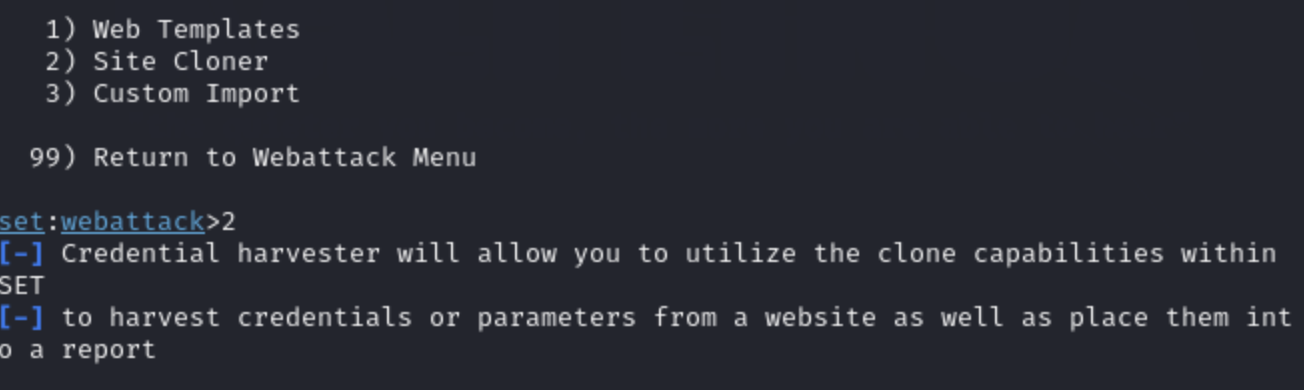 1) Web Templates
2) Site Cloner
3) Custom Import
99) Return to Webattack Menu
set:webattack>2
[-] Credential harvester will allow you to utilize the clone capabilities within
SET
[-] to harvest credentials or parameters from a website as well as place them int
o a report